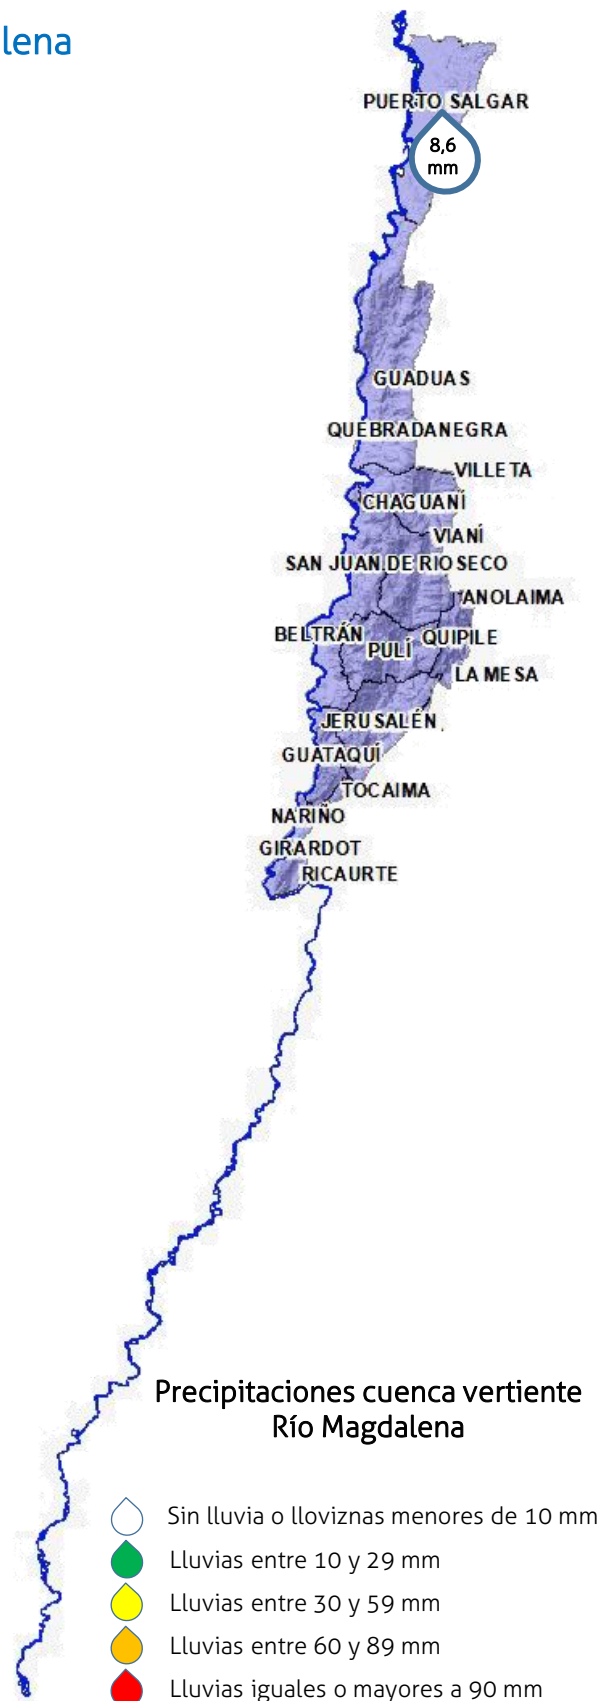 lena
PUERTO SALGAR
8,6
mm
GUADUAS
QUEBRADANEGRA
VILLETA
CHAGUANÍ
VIANÍ
SAN JUAN DE RIO SECO
ANOLAIMA
BELTRÁN
QUIPILE
PULÍ
LA MESA
JERUSALÉN
GUATAQUÍ
TOCAIMA
NARIÑO
GIRARDOT
RICAURTE
Precipitaciones cuenca vertiente
Río Magdalena
Sin lluvia o lloviznas menores de 10 mm
Lluvias entre 10 y 29 mm
Lluvias entre 30 y 59 mm
Lluvias entre 60 y 89 mm
Lluvias iguales o mayores a 90 mm